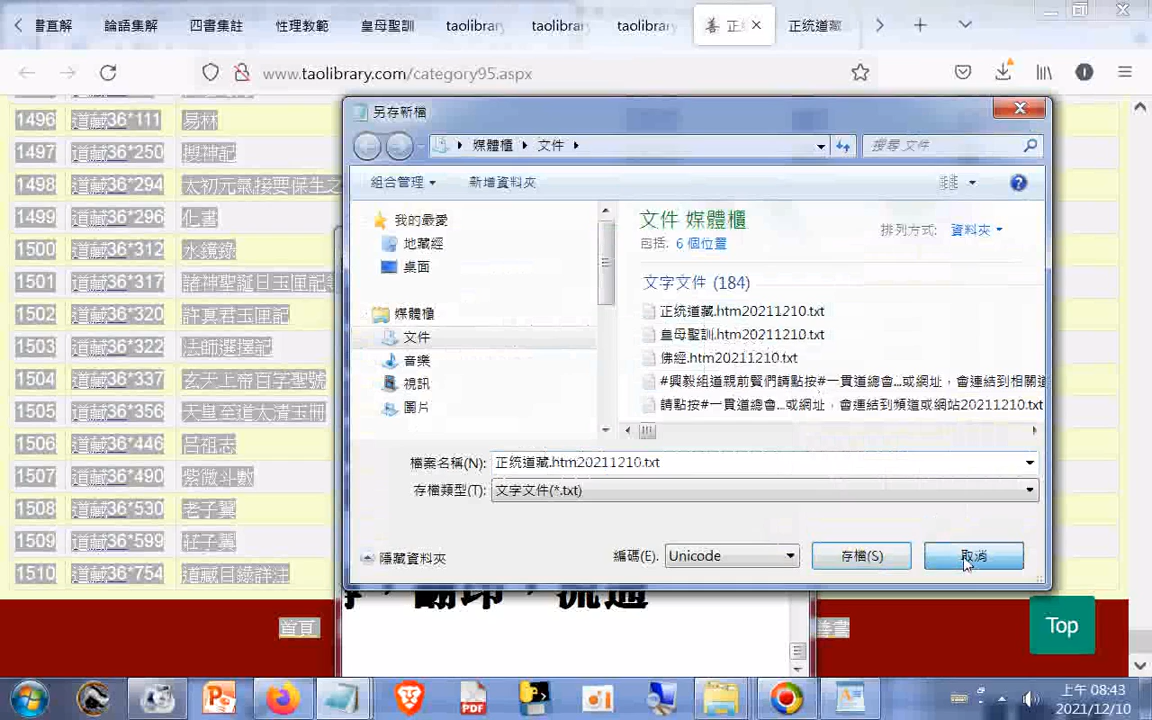 書直解
論語集解
四書集註
性理教範
皇母聖訓
taolibrary
taolibrary
taolibrary
善 正
正统道藏
www.taolibrary.com/category95.aspx
1496 道藏36*111 易林
1497 道藏36*250 搜神記
1498 道藏36*294 太初元氣接要保生之
1499 道藏36*296 化書
1500 道藏36*312 水鏡錄
1501 道藏36*317 諸神聖誕日玉匣記
1502 道藏36*320 許真君玉匣記
1503 道藏36*322 法師選擇記
1504 道藏36*337 玄天上帝百字聖號
1505 道藏36*356 天皇至道太清玉冊
1506 道藏36*446 呂祖志
1507 道藏36*490 紫微斗數
1508 道藏36*530 老子翼
1509 道藏36*599 莊子翼
1510 道藏36*754 道藏目錄詳注
首頁
善書
Top
另存新檔
媒體櫃 文件
搜尋 文件
組合管理
新增資料夾
我的最愛
地藏經
桌面
媒體櫃
文件
音樂
視訊
圖片
文件 媒體櫃
包括: 6 個位置
排列方式: 資料夾
文字文件 (184)
正统道藏.htm20211210.txt
皇母聖訓.htm20211210.txt
佛經.htm20211210.txt
#興毅組道親前賢們請點按#一貫道總會...或網址，會連結到相關道
請點按#一貫道總會...或網址，會連結到頻道或網站20211210.txt
檔案名稱(N): 正统道藏.htm20211210.txt
存檔類型(T): 文字文件(*.txt)
隱藏資料夾
編碼(E): Unicode
存檔(S)
取消
，翻印，流通
PDF
上午 08:43
2021/12/10